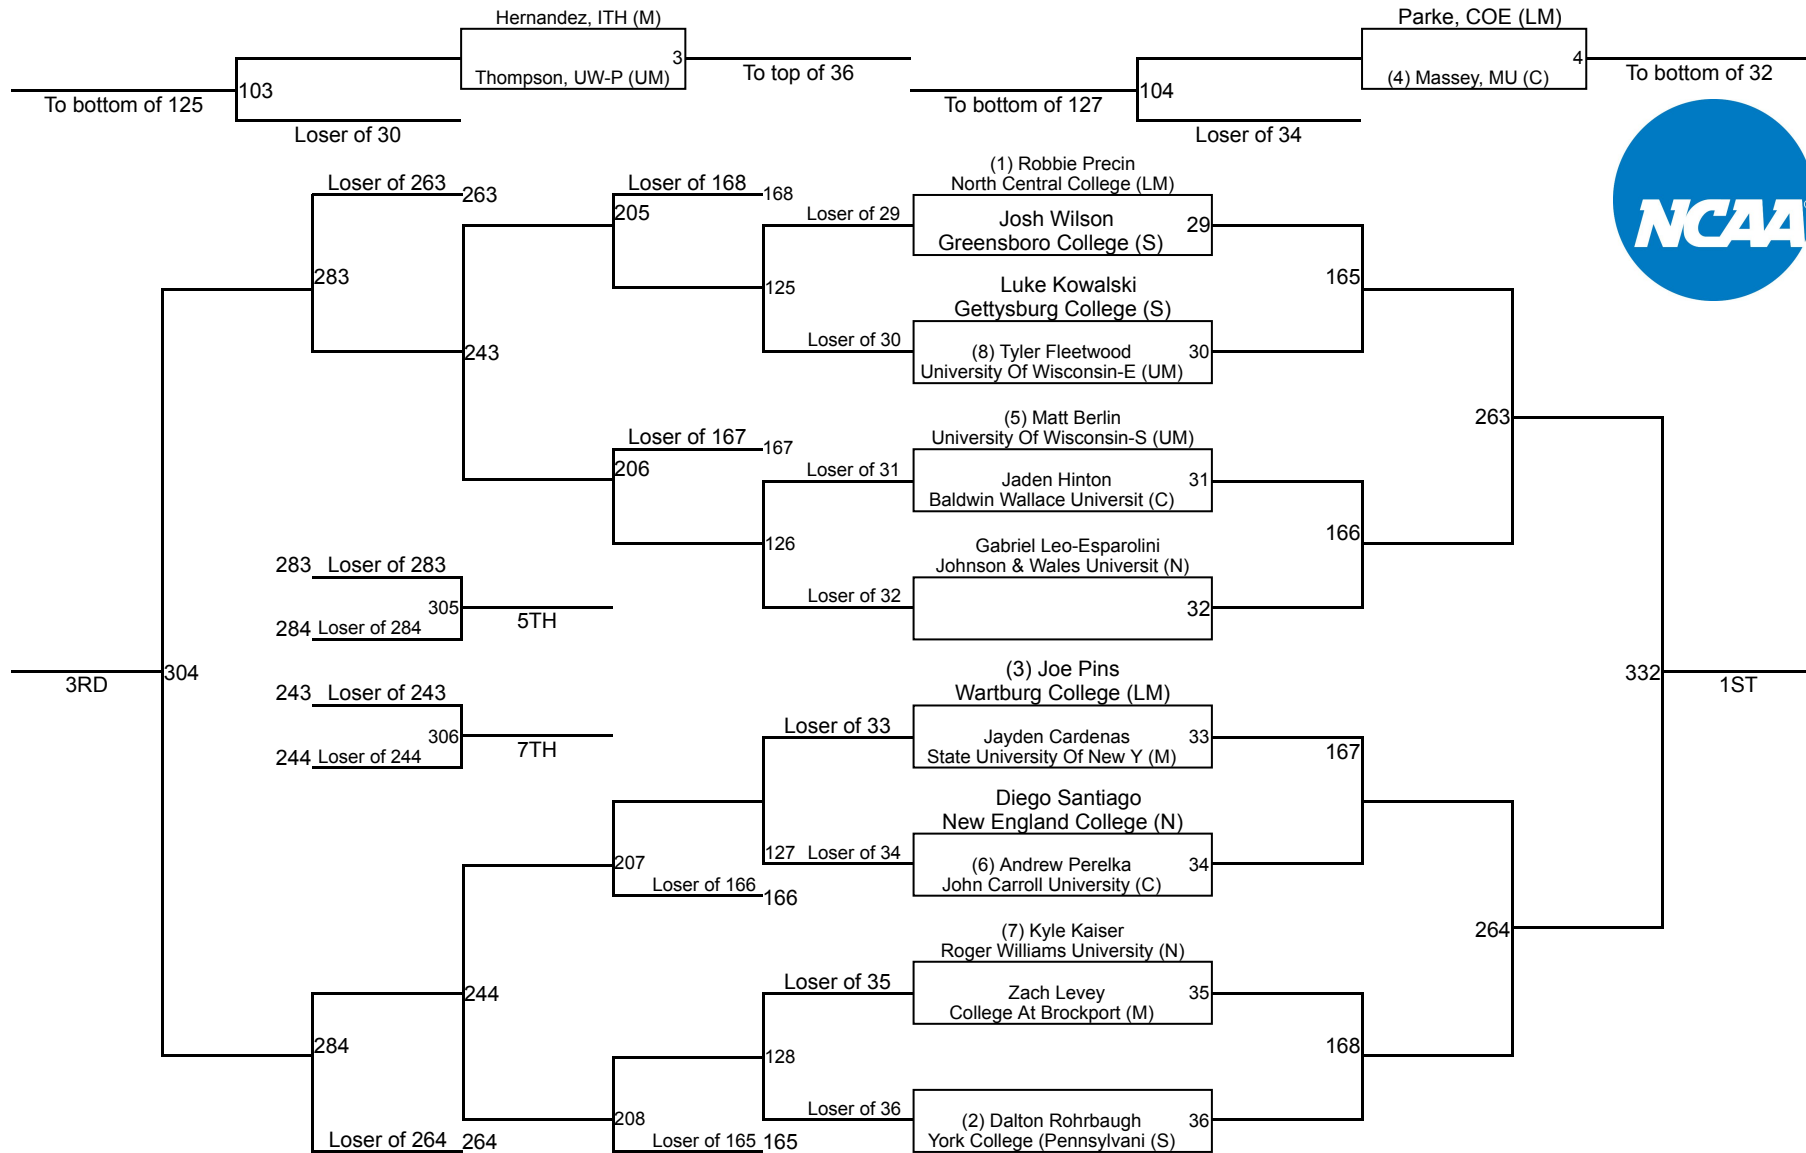 Hernandez, ITH (M)
3
Thompson, UW-P (UM)
To top of 36
103
To bottom of 125
Loser of 30
Parke, COE (LM)
4
(4) Massey, MU (C)
To bottom of 32
104
To bottom of 127
Loser of 34
NCAA
Loser of 263
263
Loser of 168
168
205
(1) Robbie Precin
North Central College (LM)
Loser of 29
Josh Wilson
29
Greensboro College (S)
283
125
Luke Kowalski
Gettysburg College (S)
165
243
Loser of 30
(8) Tyler Fleetwood
30
University Of Wisconsin-E (UM)
263
(5) Matt Berlin
University Of Wisconsin-S (UM)
Loser of 167
167
206
Loser of 31
Jaden Hinton
31
Baldwin Wallace Universit (C)
126
166
Gabriel Leo-Esparolini
Johnson & Wales Universit (N)
283
Loser of 283
305
5TH
284
Loser of 284
Loser of 32
32
3RD
304
332
1ST
243
Loser of 243
306
7TH
244
Loser of 244
(3) Joe Pins
Wartburg College (LM)
Loser of 33
Jayden Cardenas
33
State University Of New Y (M)
167
Diego Santiago
New England College (N)
207
127
Loser of 34
(6) Andrew Perelka
34
John Carroll University (C)
Loser of 166
166
264
(7) Kyle Kaiser
Roger Williams University (N)
244
Loser of 35
Zach Levey
35
College At Brockport (M)
284
128
168
Loser of 36
208
(2) Dalton Rohrbaugh
36
York College (Pennsylvani (S)
Loser of 264
264
Loser of 165
165